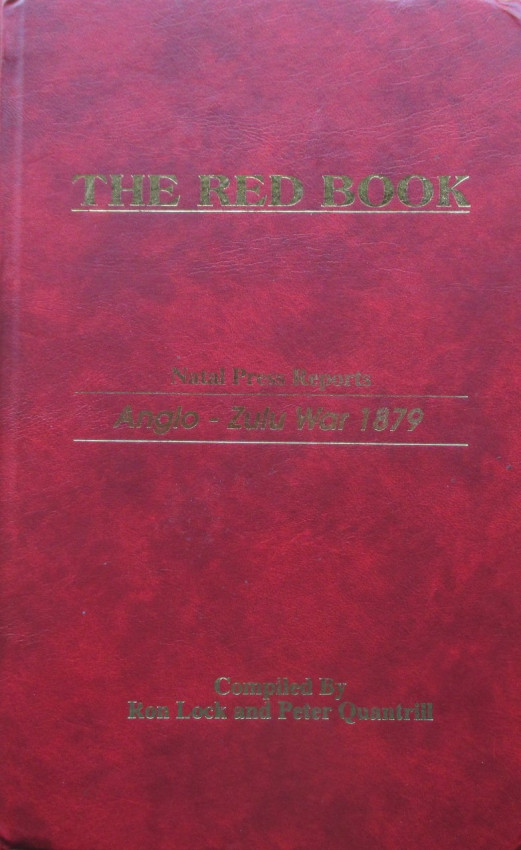 THE RED BOOK
Natal Press Reports
Anglo - Zulu War 1879
Compiled By
Ron Lock and Peter Quantrill